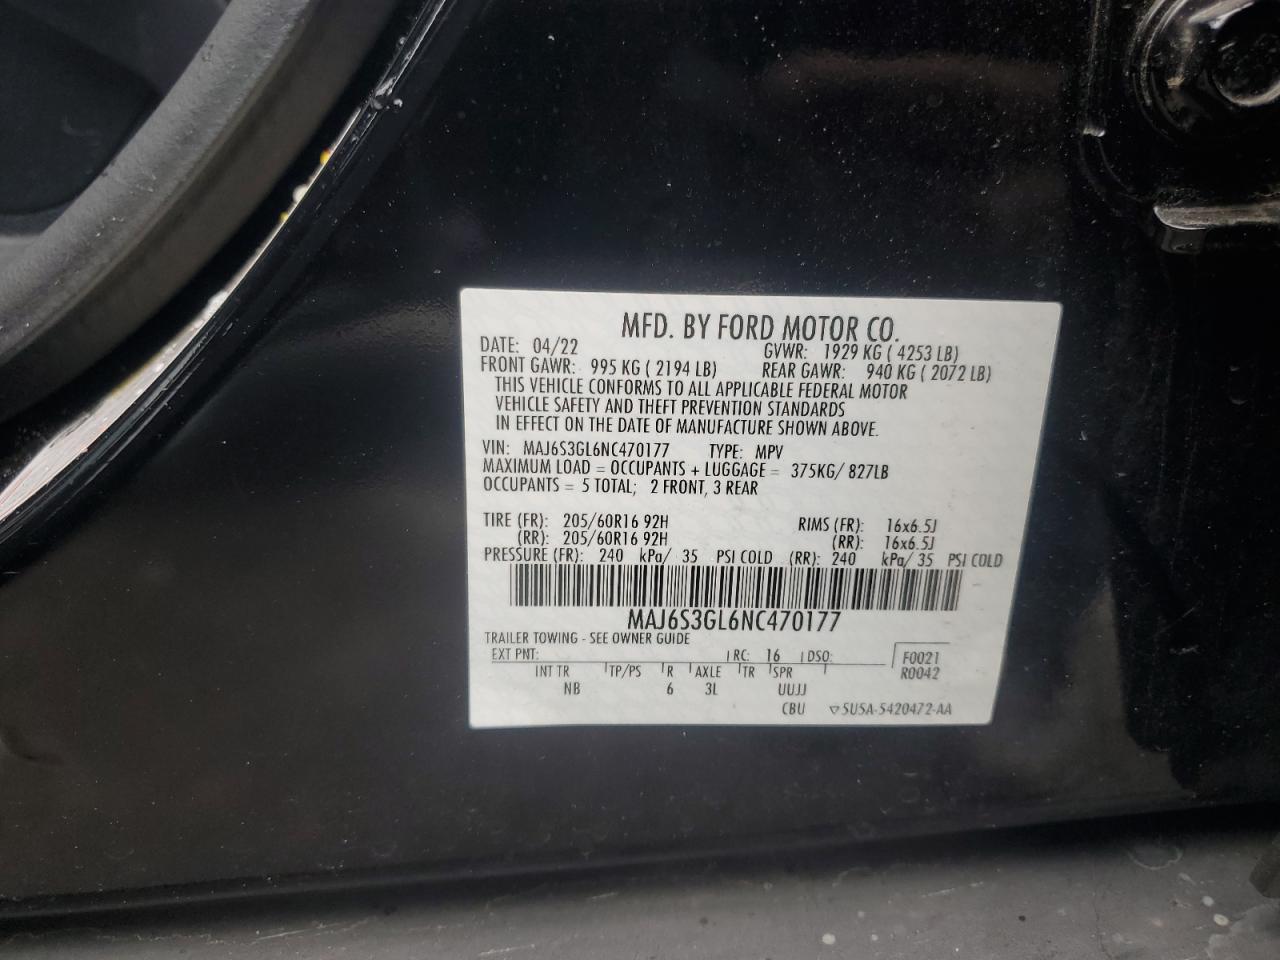 MFD. BY FORD MOTOR CO.
DATE: 04/22 GVWR: 1929 KG ( 4253 LB)
FRONT GAWR: 995 KG ( 2194 LB) REAR GAWR: 940 KG ( 2072 LB)
THIS VEHICLE CONFORMS TO ALL APPLICABLE FEDERAL MOTOR
VEHICLE SAFETY AND THEFT PREVENTION STANDARDS
IN EFFECT ON THE DATE OF MANUFACTURE SHOWN ABOVE.
VIN: MAJ6S3GL6NC470177 TYPE: MPV
MAXIMUM LOAD = OCCUPANTS + LUGGAGE = 375KG/ 827LB
OCCUPANTS = 5 TOTAL; 2 FRONT, 3 REAR
TIRE (FR): 205/60R16 92H RIMS (FR): 16x6.5J
(RR): 205/60R16 92H (RR): 16x6.5J
PRESSURE (FR): 240 kPa/ 35 PSI COLD (RR): 240 kPa/ 35 PSI COLD
MAJ6S3GL6NC470177
TRAILER TOWING - SEE OWNER GUIDE
EXT PNT: RC: 16 DSO: F0021
INT TR TP/PS R AXLE TR SPR R0042
NB 6 3L UUJJ
CBU ▽5U5A-5420472-AA